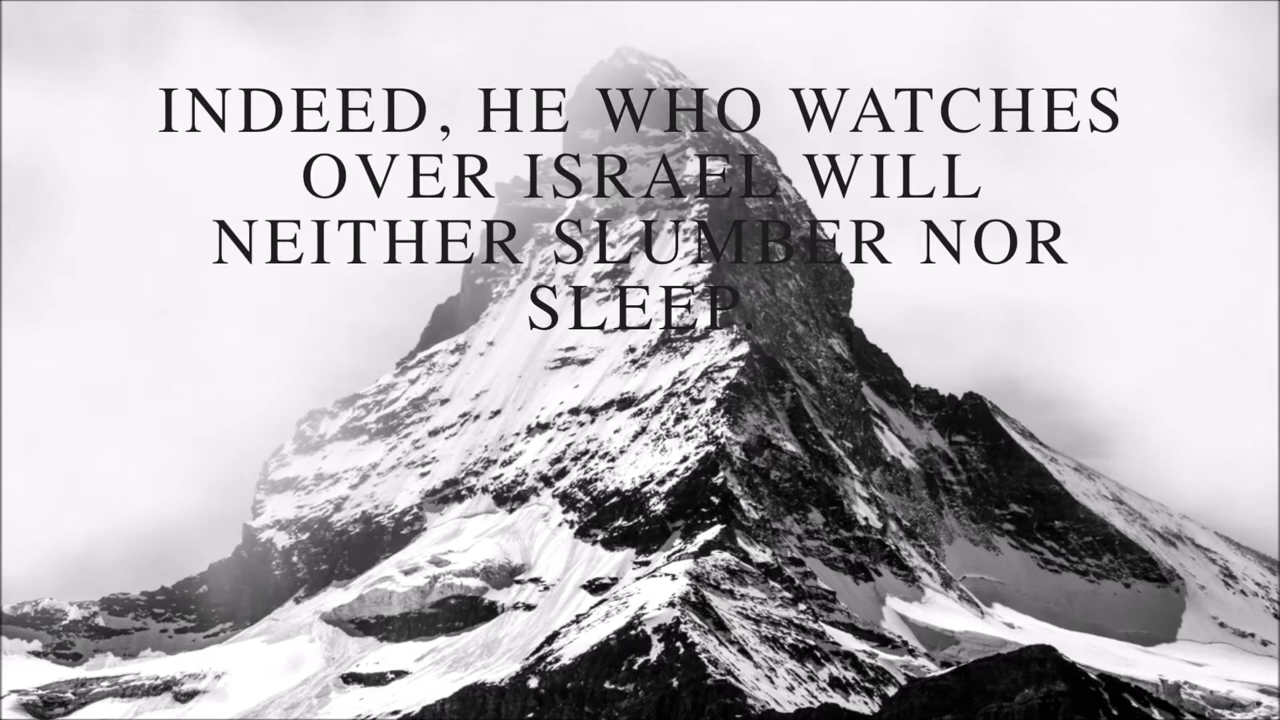 INDEED, HE WHO WATCHES
OVER ISRAEL WILL
NEITHER SLUMBER NOR
SLEEP.